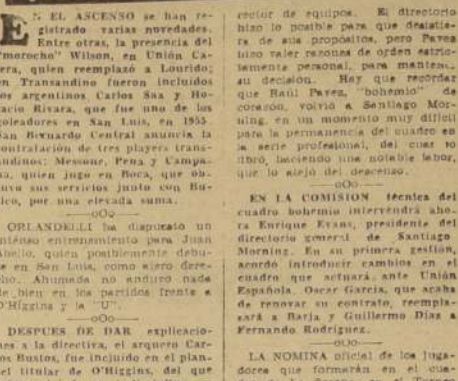 EN EL ASCENSO se han re-
gistrado varias novedades.
Entre otras, la presencia del
"morocho" Wilson, en Unión Ca-
era, quien reemplazó a Lourido;
en Transandino fueron incluidos
os argentinos Carlos Sáa y Ho-
racio Rivara, que fué uno de los
goleadores en San Luis, en 1955
San Bernardo Central anuncia la
contratación de tres players trans-
andinos: Messone, Pena y Campa-
na, quien jugó en Boca, que ob-
uvo sus servicios junto con Bu-
ico, por una elevada suma.
—oOo—
ORLANDELLI ha dispuesto un
intenso entrenamiento para Juan
Abello, quien posiblemente debu-
te en San Luis, como alero dere-
cho. Ahumada no anduvo nada
de bien en los partidos frente a
O'Higgins y la "U".
—oOo—
DESPUES DE DAR explicacio-
nes a la directiva, el arquero Car-
os Bustos, fué incluido en el plan-
el titular de O'Higgins, del que
rector de equipos. El directorio
hizo lo posible para que desistie-
ra de sus propósitos, pero Pavez
hizo valer razones de orden estric-
tamente personal, para mantener
su decisión. Hay que recordar
que Raúl Pavez, "bohemio" de
corazón, volvió a Santiago Mor-
ning, en un momento muy difícil
para la permanencia del cuadro en
la serie profesional, del cual lo
libró, haciendo una notable labor,
que lo alejó del descenso.
—oOo—
EN LA COMISION técnica del
cuadro bohemio intervendrá aho-
ra Enrique Evans, presidente del
directorio general de Santiago
Morning. En su primera gestión,
acordó introducir cambios en el
cuadro que actuará ante Unión
Española. Oscar García, que acaba
de renovar su contrato, reempla-
zará a Barja y Guillermo Díaz a
Fernando Rodríguez.
—oOo—
LA NOMINA oficial de los juga-
dores que formarán en el cua-